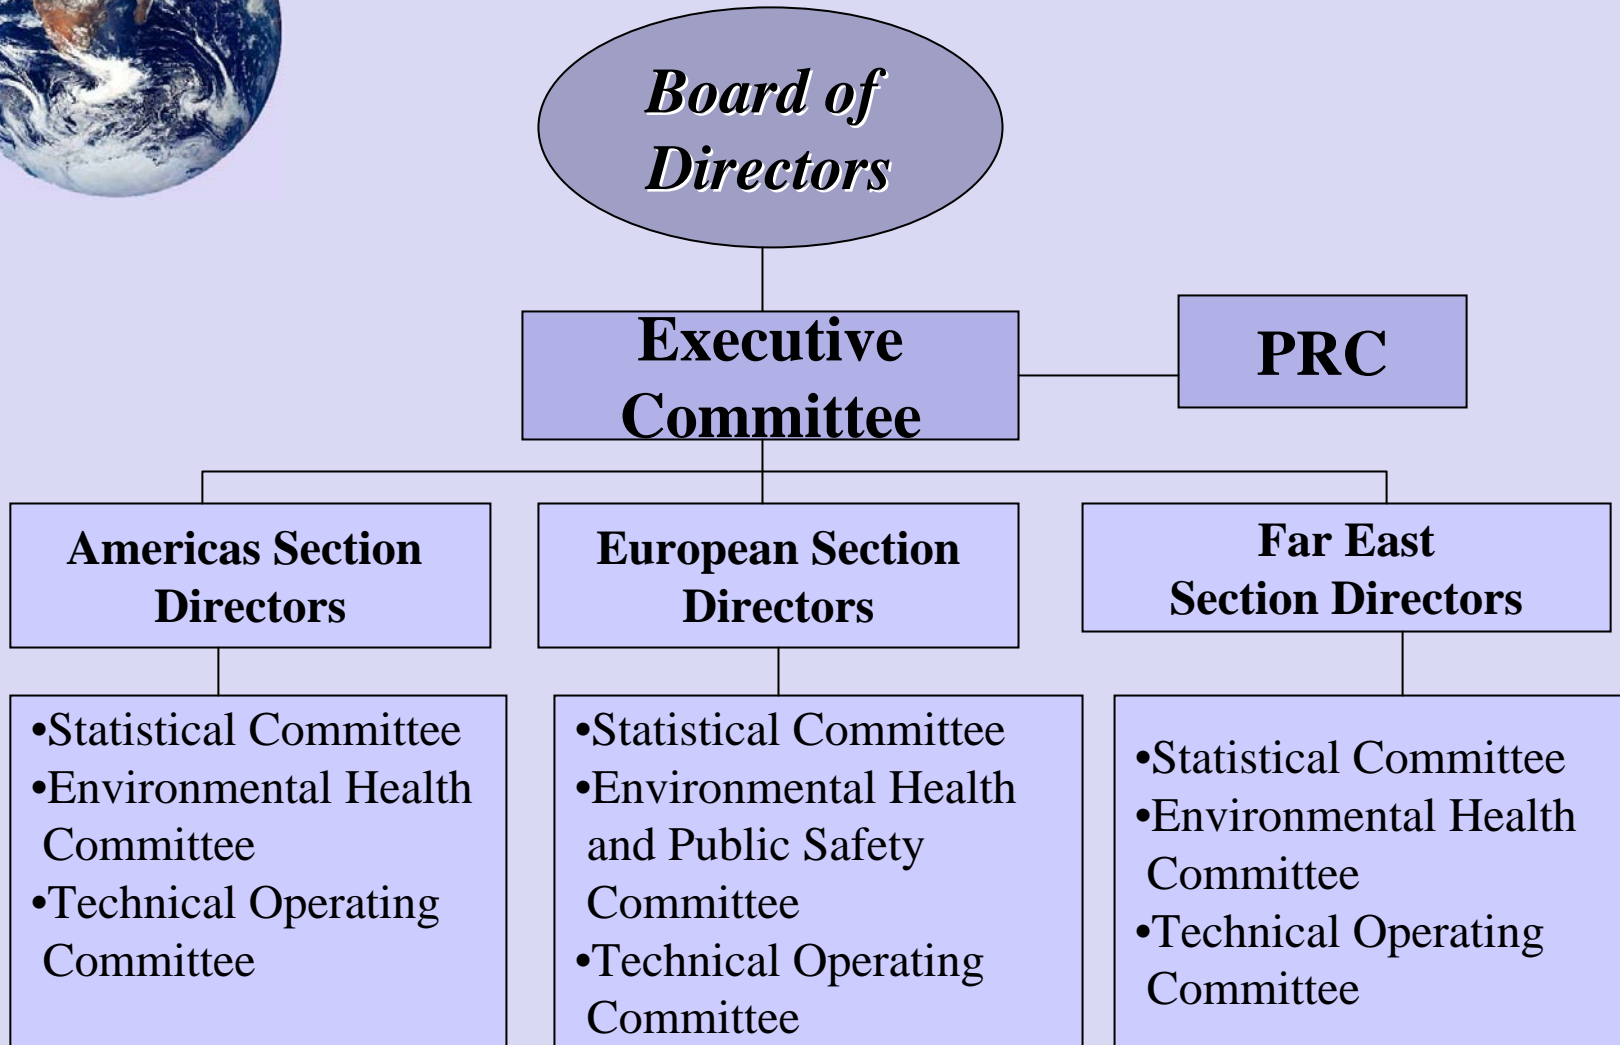 Board of
Directors
Executive
Committee
PRC
Americas Section
Directors
European Section
Directors
Far East
Section Directors
•Statistical Committee
•Environmental Health
Committee
•Technical Operating
Committee
•Statistical Committee
•Environmental Health
and Public Safety
Committee
•Technical Operating
Committee
•Statistical Committee
•Environmental Health
Committee
•Technical Operating
Committee